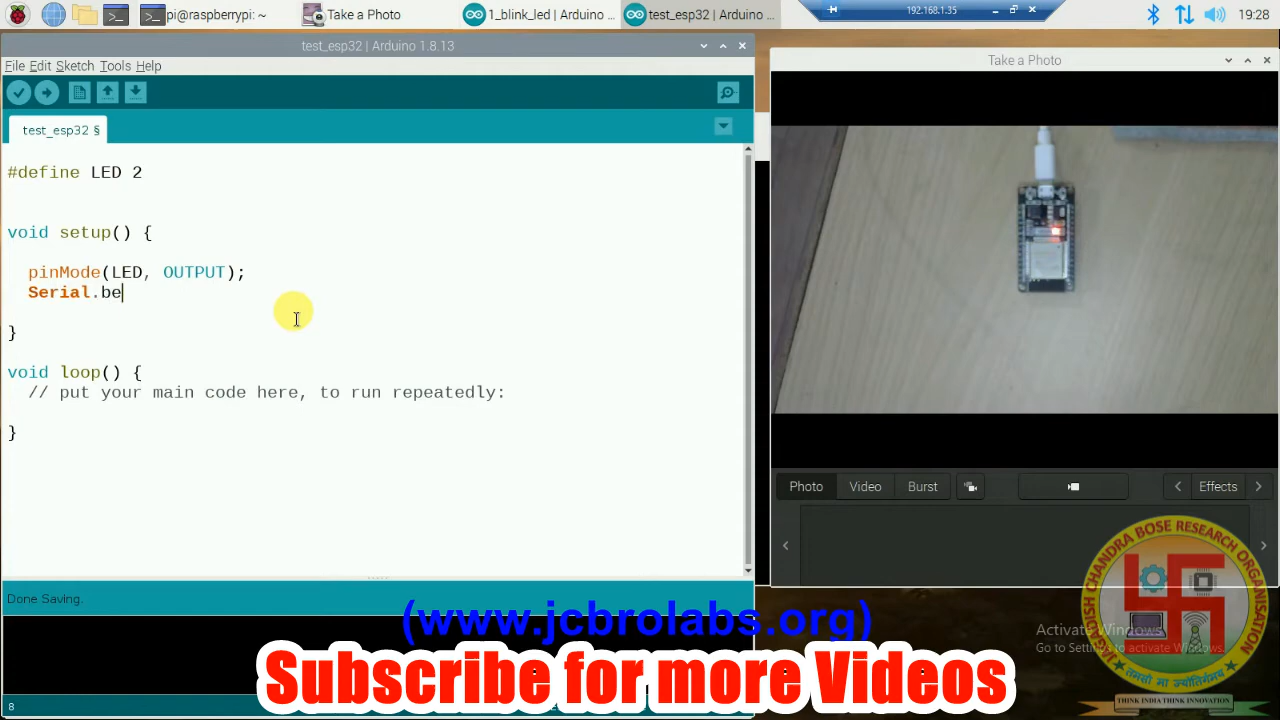 pi@raspberrypi: ~
Take a Photo
1_blink_led | Arduino ...
test_esp32 | Arduino ...
192.168.1.35
19:28
test_esp32 | Arduino 1.8.13
File Edit Sketch Tools Help
test_esp32 §
#define LED 2
void setup() {
pinMode(LED, OUTPUT);
Serial.be
}
void loop() {
// put your main code here, to run repeatedly:
}
Done Saving.
8
Take a Photo
Photo
Video
Burst
Effects
Activate Windows
Go to Settings to activate Windows.
THINK INDIA THINK INNOVATION
(www.jcbrolabs.org)
Subscribe for more Videos